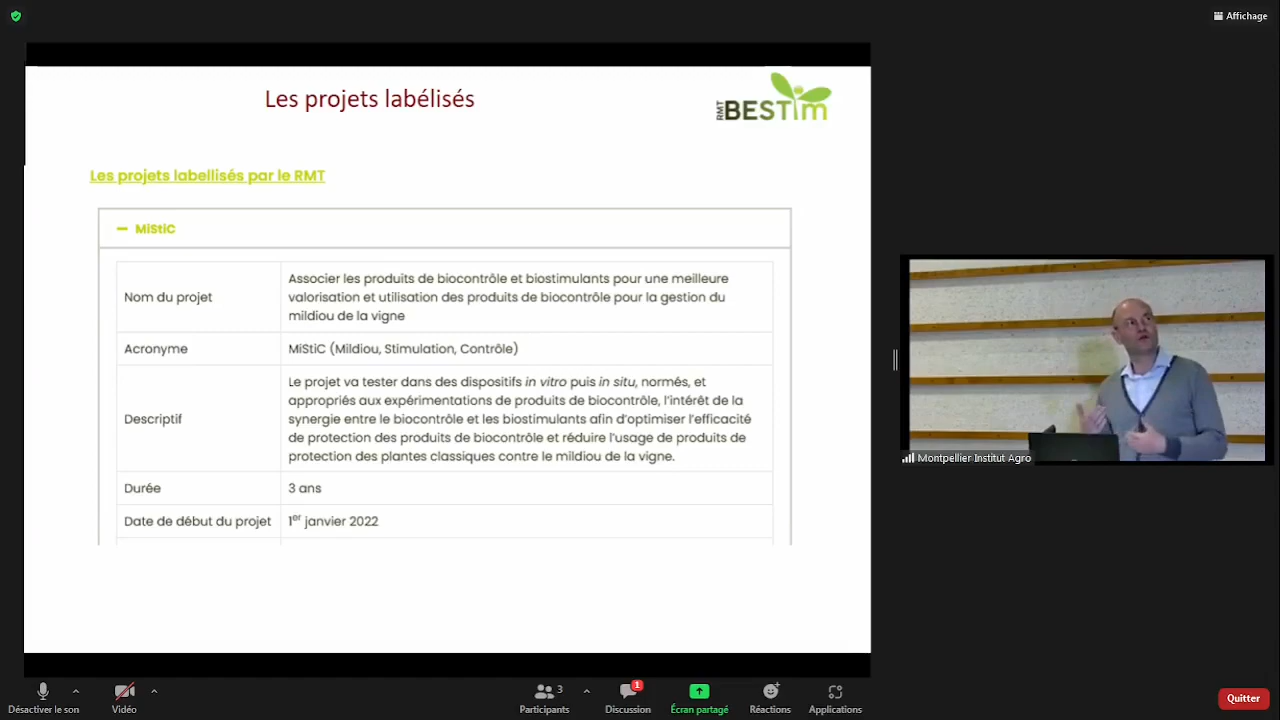 Affichage
Les projets labélisés
RMT
BESTim
Les projets labellisés par le RMT
MiStiC
Nom du projet
Associer les produits de biocontrôle et biostimulants pour une meilleure
valorisation et utilisation des produits de biocontrôle pour la gestion du
mildiou de la vigne
Acronyme
MiStiC (Mildiou, Stimulation, Contrôle)
Descriptif
Le projet va tester dans des dispositifs in vitro puis in situ, normés, et
appropriés aux expérimentations de produits de biocontrôle, l'intérêt de la
synergie entre le biocontrôle et les biostimulants afin d'optimiser l'efficacité
de protection des produits de biocontrôle et réduire l'usage de produits de
protection des plantes classiques contre le mildiou de la vigne.
Durée
3 ans
Date de début du projet
1er janvier 2022
Montpellier Institut Agro
Désactiver le son
Vidéo
3
Participants
1
Discussion
Écran partagé
Réactions
Applications
Quitter